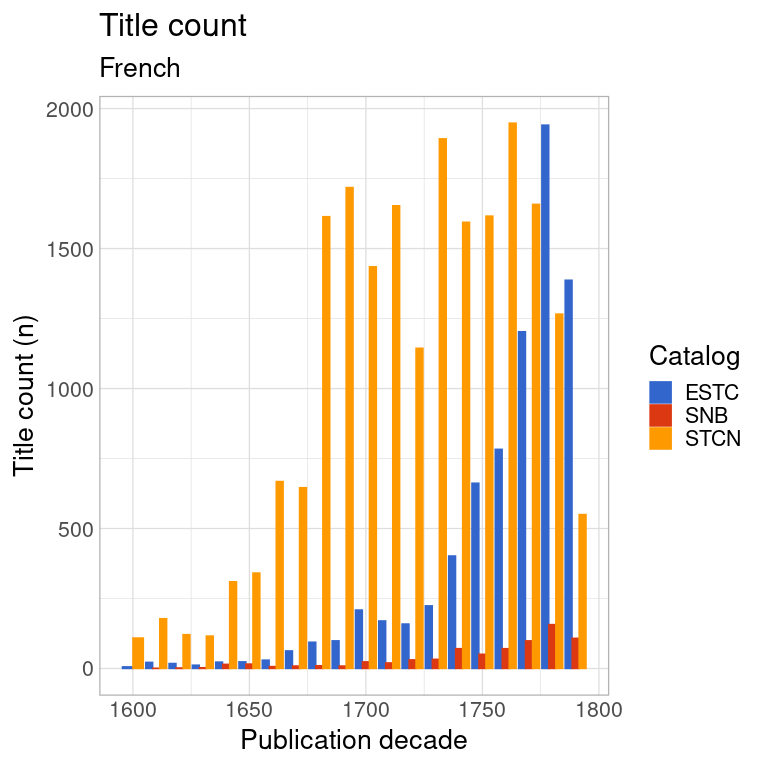 Title count
French
2000
1500
1000
500
0
Title count (n)
1600 1650 1700 1750 1800
Publication decade
Catalog
ESTC
SNB
STCN